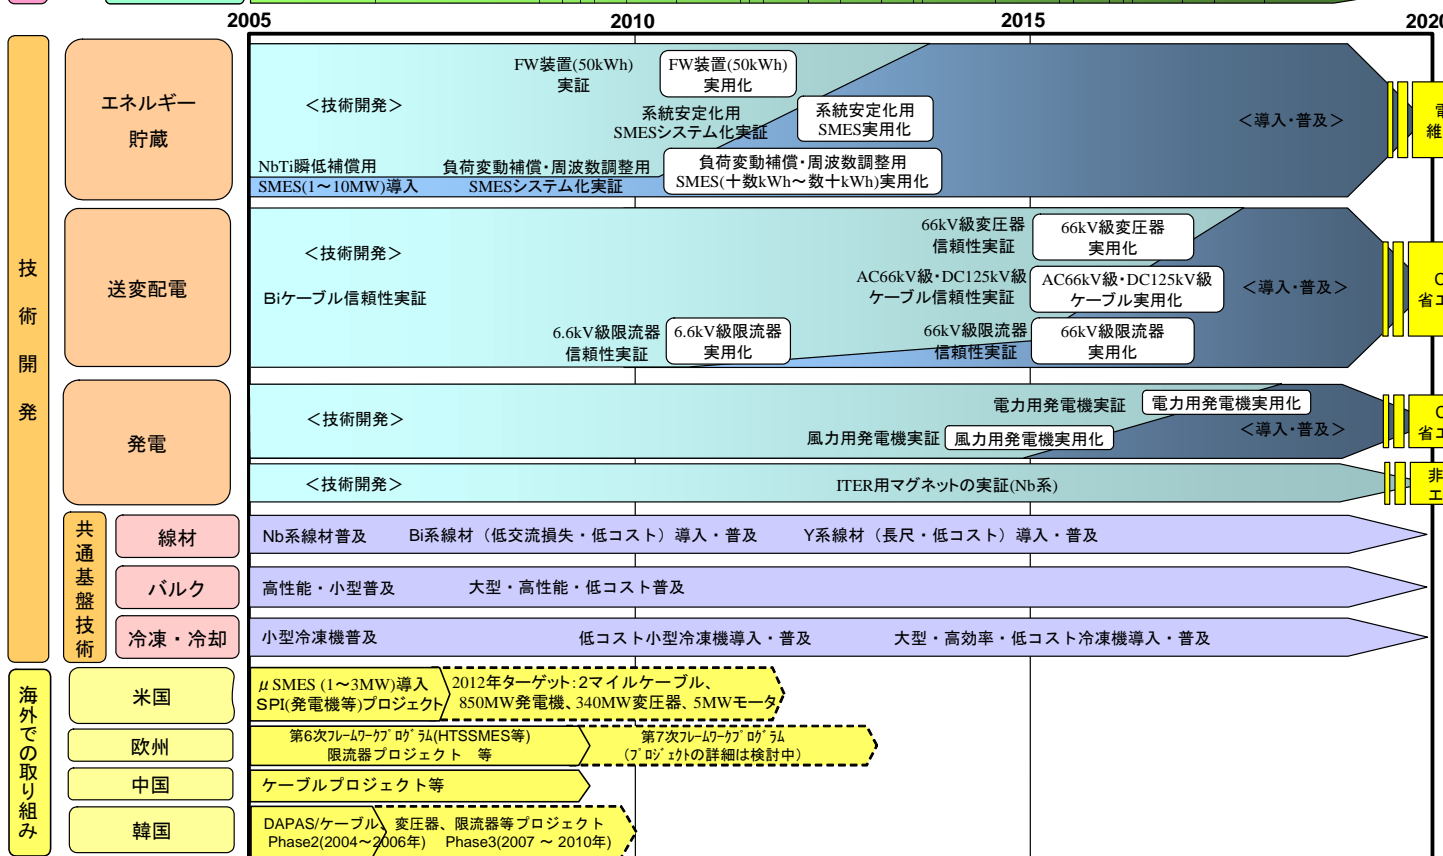 2005
2010
2015
2020
技術開発
エネルギー
貯蔵
<技術開発>
FW装置(50kWh)
実証
FW装置(50kWh)
実用化
系統安定化用
SMESシステム化実証
系統安定化用
SMES実用化
<導入・普及>
NbTi瞬低補償用
SMES(1～10MW)導入
負荷変動補償・周波数調整用
SMESシステム化実証
負荷変動補償・周波数調整用
SMES(十数kWh～数十kWh)実用化
電
維
送変配電
<技術開発>
Biケーブル信頼性実証
66kV級変圧器
信頼性実証
66kV級変圧器
実用化
AC66kV級・DC125kV級
ケーブル信頼性実証
AC66kV級・DC125kV級
ケーブル実用化
<導入・普及>
6.6kV級限流器
信頼性実証
6.6kV級限流器
実用化
66kV級限流器
信頼性実証
66kV級限流器
実用化
省エ
発電
<技術開発>
電力用発電機実証
電力用発電機実用化
風力用発電機実証
風力用発電機実用化
<導入・普及>
省エ
<技術開発>
ITER用マグネットの実証(Nb系)
非
エ
共通基盤技術
線材
Nb系線材普及
Bi系線材（低交流損失・低コスト）導入・普及
Y系線材（長尺・低コスト）導入・普及
バルク
高性能・小型普及
大型・高性能・低コスト普及
冷凍・冷却
小型冷凍機普及
低コスト小型冷凍機導入・普及
大型・高効率・低コスト冷凍機導入・普及
海外での取り組み
米国
μSMES (1～3MW)導入
SPI(発電機等)プロジェクト
2012年ターゲット：2マイルケーブル、
850MW発電機、340MW変圧器、5MWモータ
欧州
第6次ﾌﾚｰﾑﾜｰｸﾌﾟﾛｸﾞﾗﾑ(HTSSMES等)
限流器プロジェクト　等
第7次ﾌﾚｰﾑﾜｰｸﾌﾟﾛｸﾞﾗﾑ
(ﾌﾟﾛｼﾞｪｸﾄの詳細は検討中)
中国
ケーブルプロジェクト等
韓国
DAPAS/ケーブル、変圧器、限流器等プロジェクト
Phase2(2004～2006年)
Phase3(2007 ～ 2010年)